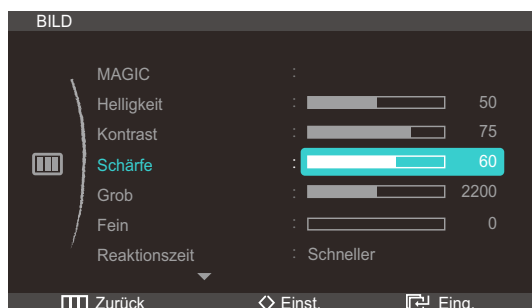 BILD
MAGIC :
Helligkeit : 50
Kontrast : 75
Schärfe : 60
Grob : 2200
Fein : 0
Reaktionszeit : Schneller
Zurück Einst. Eing.